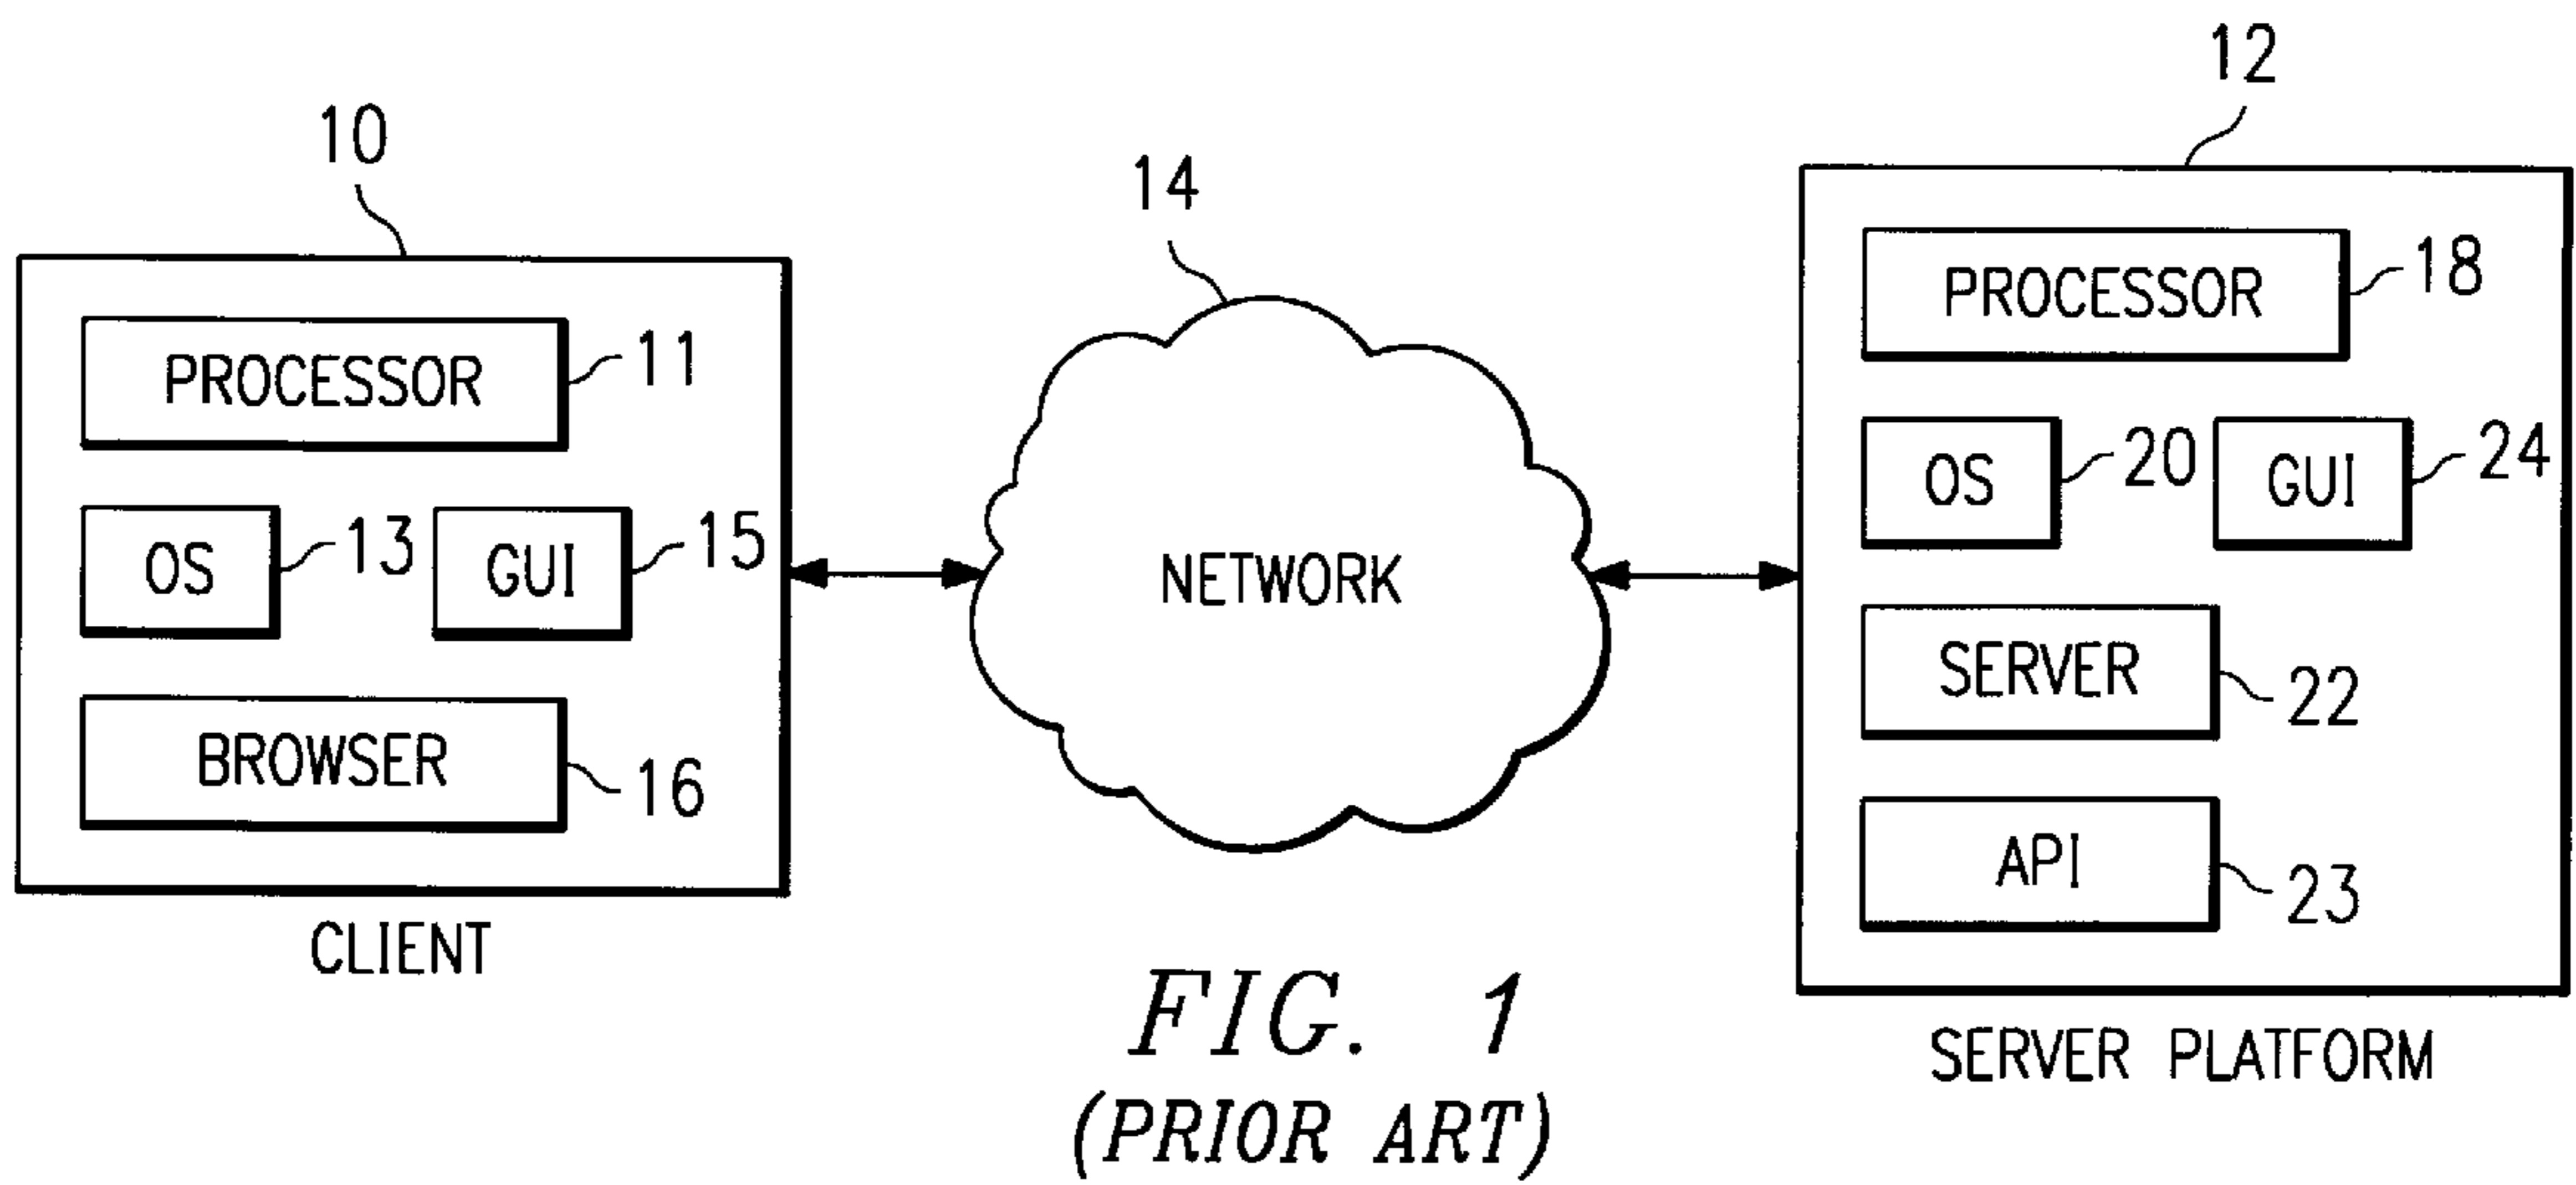 10
PROCESSOR 11
OS 13 GUI 15
BROWSER 16
CLIENT
14
NETWORK
12
PROCESSOR 18
OS 20 GUI 24
SERVER 22
API 23
SERVER PLATFORM
FIG. 1
(PRIOR ART)